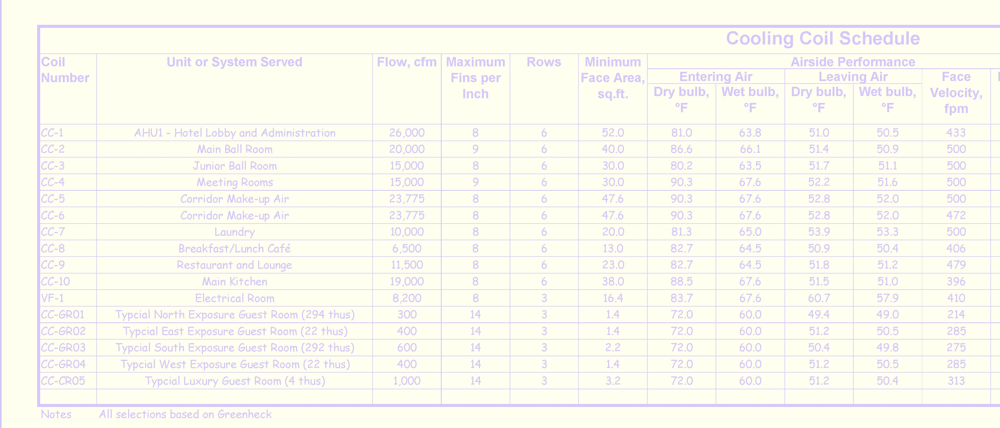 Cooling Coil Schedule
Coil Number | Unit or System Served | Flow, cfm | Maximum Fins per Inch | Rows | Minimum Face Area, sq.ft. | Airside Performance
Entering Air | Leaving Air | Face Velocity, fpm
Dry bulb, °F | Wet bulb, °F | Dry bulb, °F | Wet bulb, °F
CC-1 | AHU1 - Hotel Lobby and Administration | 26,000 | 8 | 6 | 52.0 | 81.0 | 63.8 | 51.0 | 50.5 | 433
CC-2 | Main Ball Room | 20,000 | 9 | 6 | 40.0 | 86.6 | 66.1 | 51.4 | 50.9 | 500
CC-3 | Junior Ball Room | 15,000 | 8 | 6 | 30.0 | 80.2 | 63.5 | 51.7 | 51.1 | 500
CC-4 | Meeting Rooms | 15,000 | 9 | 6 | 30.0 | 90.3 | 67.6 | 52.2 | 51.6 | 500
CC-5 | Corridor Make-up Air | 23,775 | 8 | 6 | 47.6 | 90.3 | 67.6 | 52.8 | 52.0 | 500
CC-6 | Corridor Make-up Air | 23,775 | 8 | 6 | 47.6 | 90.3 | 67.6 | 52.8 | 52.0 | 472
CC-7 | Laundry | 10,000 | 8 | 6 | 20.0 | 81.3 | 65.0 | 53.9 | 53.3 | 500
CC-8 | Breakfast/Lunch Café | 6,500 | 8 | 6 | 13.0 | 82.7 | 64.5 | 50.9 | 50.4 | 406
CC-9 | Restaurant and Lounge | 11,500 | 8 | 6 | 23.0 | 82.7 | 64.5 | 51.8 | 51.2 | 479
CC-10 | Main Kitchen | 19,000 | 8 | 6 | 38.0 | 88.5 | 67.6 | 51.5 | 51.0 | 396
VF-1 | Electrical Room | 8,200 | 8 | 3 | 16.4 | 83.7 | 67.6 | 60.7 | 57.9 | 410
CC-GR01 | Typcial North Exposure Guest Room (294 thus) | 300 | 14 | 3 | 1.4 | 72.0 | 60.0 | 49.4 | 49.0 | 214
CC-GR02 | Typcial East Exposure Guest Room (22 thus) | 400 | 14 | 3 | 1.4 | 72.0 | 60.0 | 51.2 | 50.5 | 285
CC-GR03 | Typcial South Exposure Guest Room (292 thus) | 600 | 14 | 3 | 2.2 | 72.0 | 60.0 | 50.4 | 49.8 | 275
CC-GR04 | Typcial West Exposure Guest Room (22 thus) | 400 | 14 | 3 | 1.4 | 72.0 | 60.0 | 51.2 | 50.5 | 285
CC-CR05 | Typcial Luxury Guest Room (4 thus) | 1,000 | 14 | 3 | 3.2 | 72.0 | 60.0 | 51.2 | 50.4 | 313
Notes All selections based on Greenheck